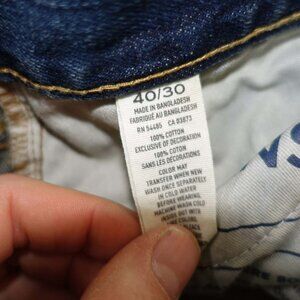 40/30
MADE IN BANGLADESH
FABRIQUÉ AU BANGLADESH
RN 54485 CA 03873
100% COTTON
EXCLUSIVE OF DECORATION
100% COTTON
SANS LES DECORATIONS
COLOR MAY
TRANSFER WHEN NEW
WASH ONCE SEPARATELY
IN COLD WATER
BEFORE WEARING
MACHINE WASH COLD
INSIDE OUT WITH